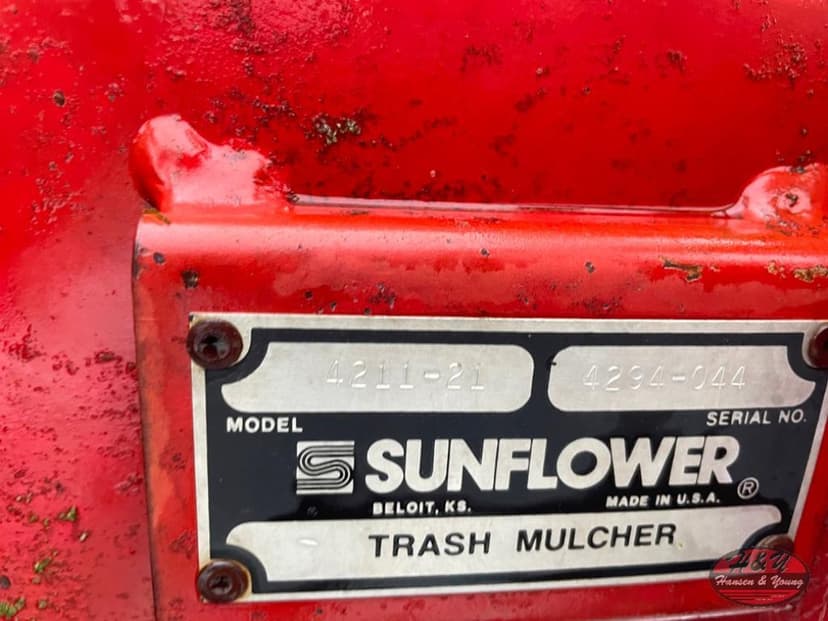 4211-21 4294-044
MODEL SERIAL NO.
SUNFLOWER ®
BELOIT, KS. MADE IN U.S.A.
TRASH MULCHER
H&Y
Hansen & Young